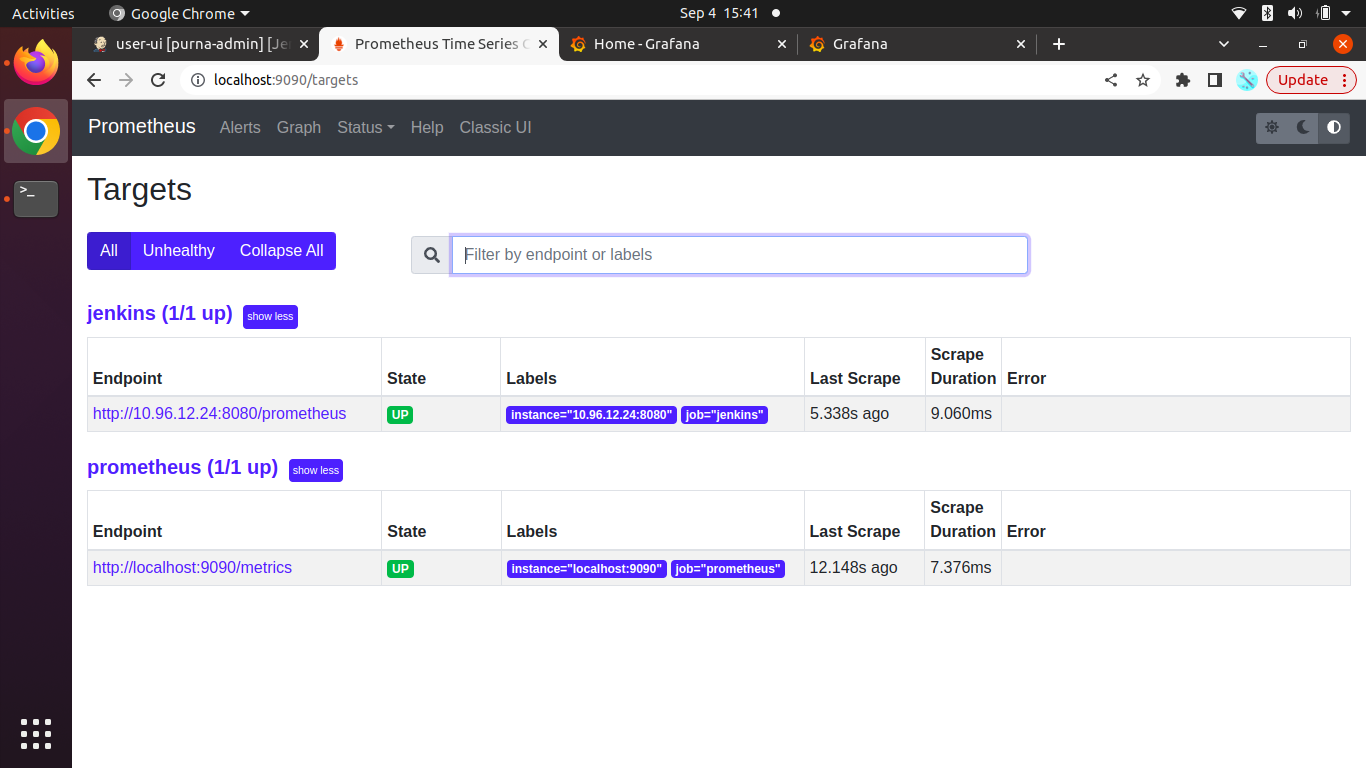 Activities Google Chrome Sep 4 15:41
user-ui [purna-admin] [Je Prometheus Time Series C Home - Grafana Grafana
localhost:9090/targets Update
Prometheus Alerts Graph Status Help Classic UI
>_
Targets
All Unhealthy Collapse All Filter by endpoint or labels
jenkins (1/1 up) show less
Endpoint State Labels Last Scrape Scrape Duration Error
http://10.96.12.24:8080/prometheus UP instance="10.96.12.24:8080" job="jenkins" 5.338s ago 9.060ms
prometheus (1/1 up) show less
Endpoint State Labels Last Scrape Scrape Duration Error
http://localhost:9090/metrics UP instance="localhost:9090" job="prometheus" 12.148s ago 7.376ms